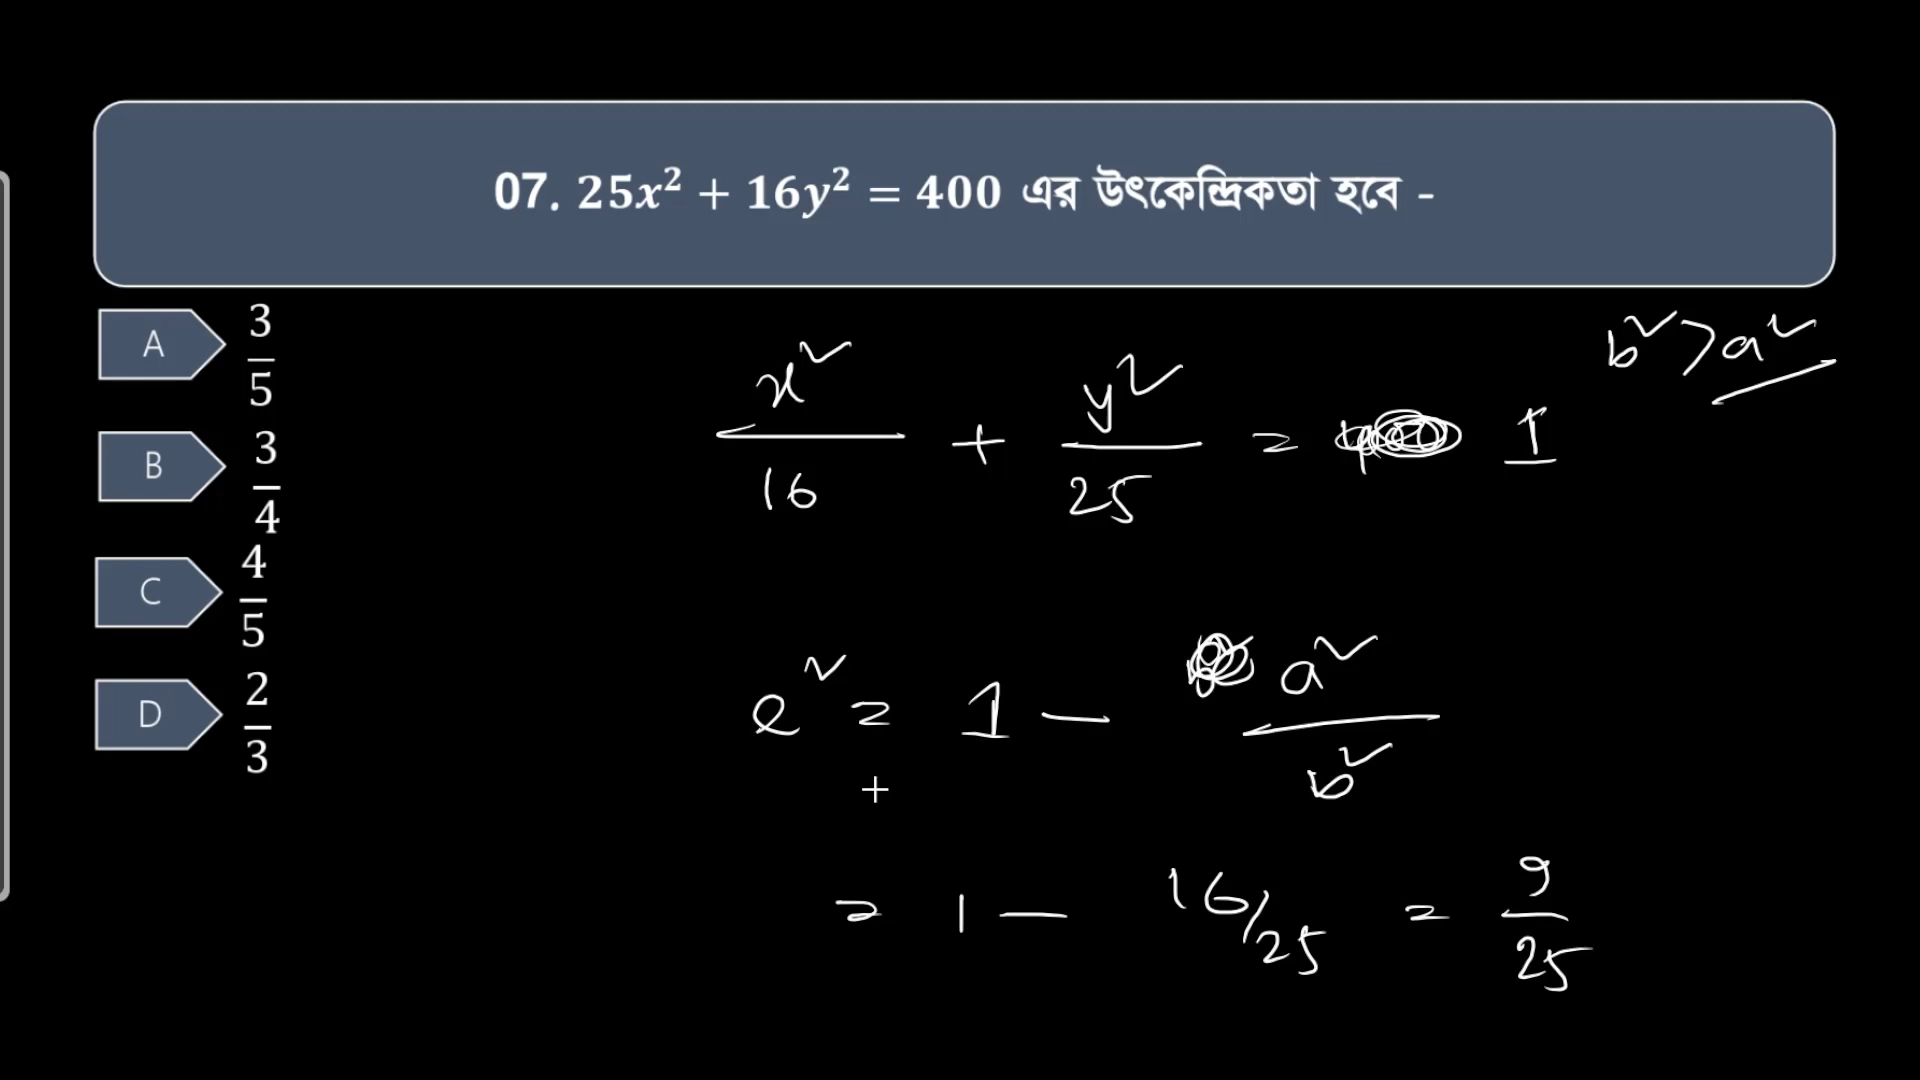 07. 25x² + 16y² = 400 এর উৎকেন্দ্রিকতা হবে -
A 3/5
B 3/4
C 4/5
D 2/3
b² > a²
x²/16 + y²/25 = 1
e² = 1 - a²/b²
= 1 - 16/25 = 9/25